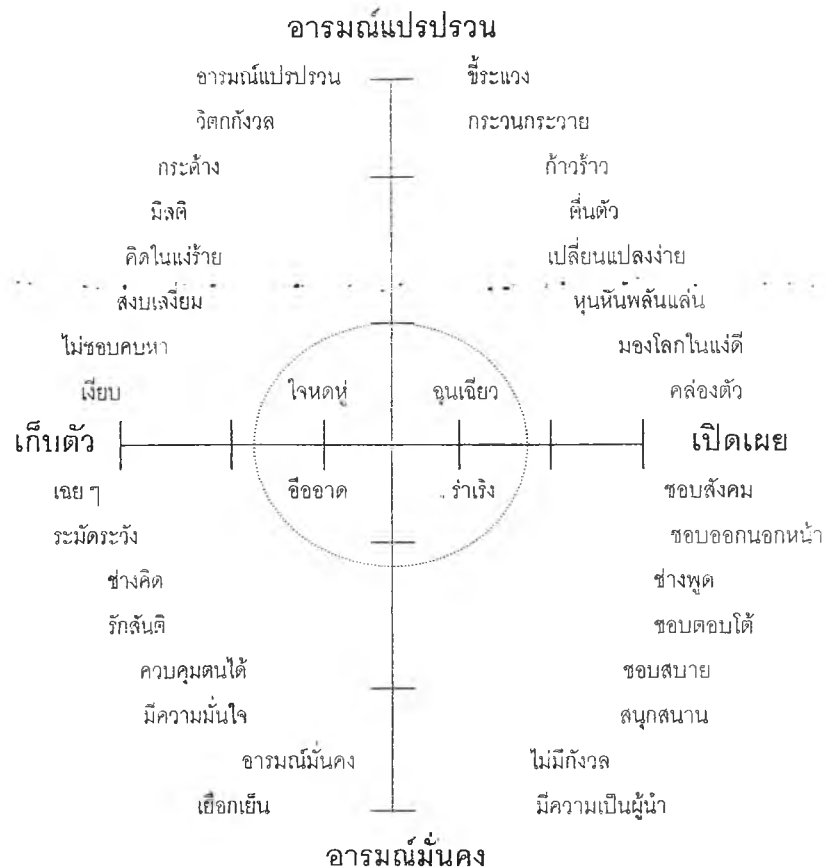 อารมณ์แปรปรวน
อารมณ์แปรปรวน ขี้ระแวง
วิตกกังวล กระวนกระวาย
กระด้าง ก้าวร้าว
มีสติ ตื่นตัว
คิดในแง่ร้าย เปลี่ยนแปลงง่าย
สงบเสงี่ยม หุนหันพลันแล่น
ไม่ชอบคบหา มองโลกในแง่ดี
เงียบ ใจหดหู่ ฉุนเฉียว คล่องตัว
เก็บตัว เปิดเผย
เฉย ๆ อืออาด ร่าเริง ชอบสังคม
ระมัดระวัง ชอบออกนอกหน้า
ช่างคิด ช่างพูด
รักสันติ ชอบตอบโต้
ควบคุมตนได้ ชอบสบาย
มีความมั่นใจ สนุกสนาน
อารมณ์มั่นคง ไม่มีกังวล
เยือกเย็น มีความเป็นผู้นำ
อารมณ์มั่นคง